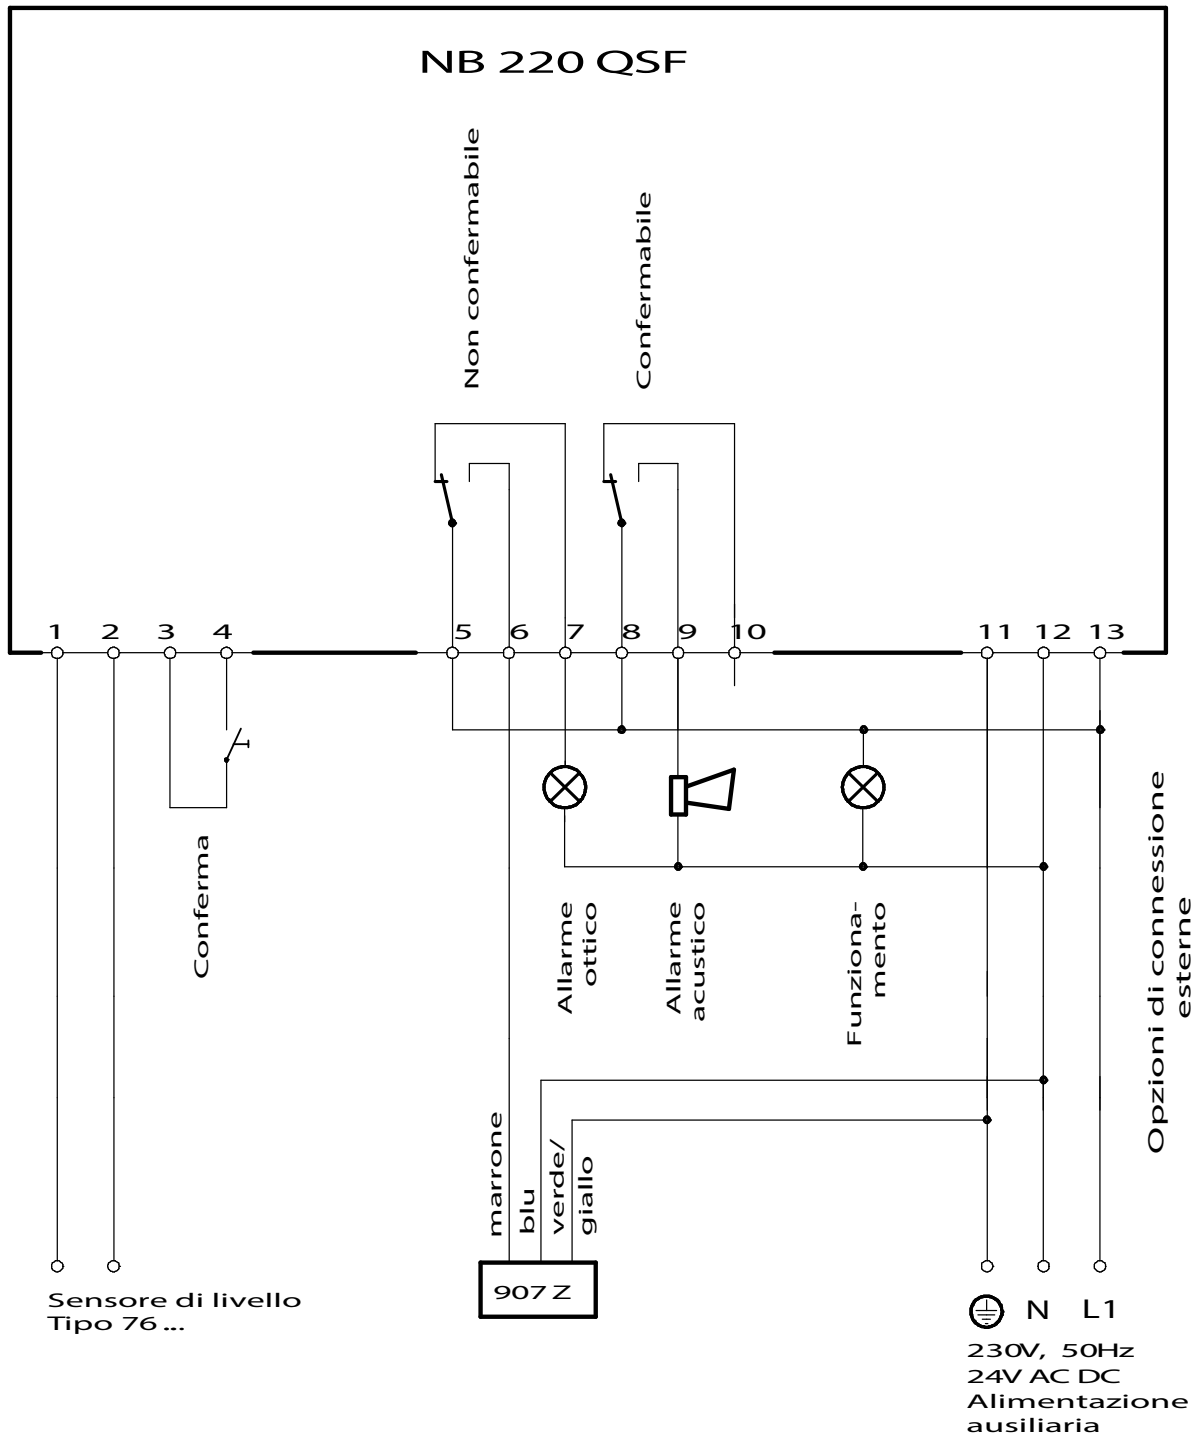 NB 220 QSF
Non confermabile
Confermabile
1 2 3 4 5 6 7 8 9 10 11 12 13
Conferma
Allarme
ottico
Allarme
acustico
Funziona-
mento
Opzioni di connessione
esterne
marrone
blu
verde/
giallo
907 Z
Sensore di livello
Tipo 76 ...
N L1
230V, 50Hz
24V AC DC
Alimentazione
ausiliaria